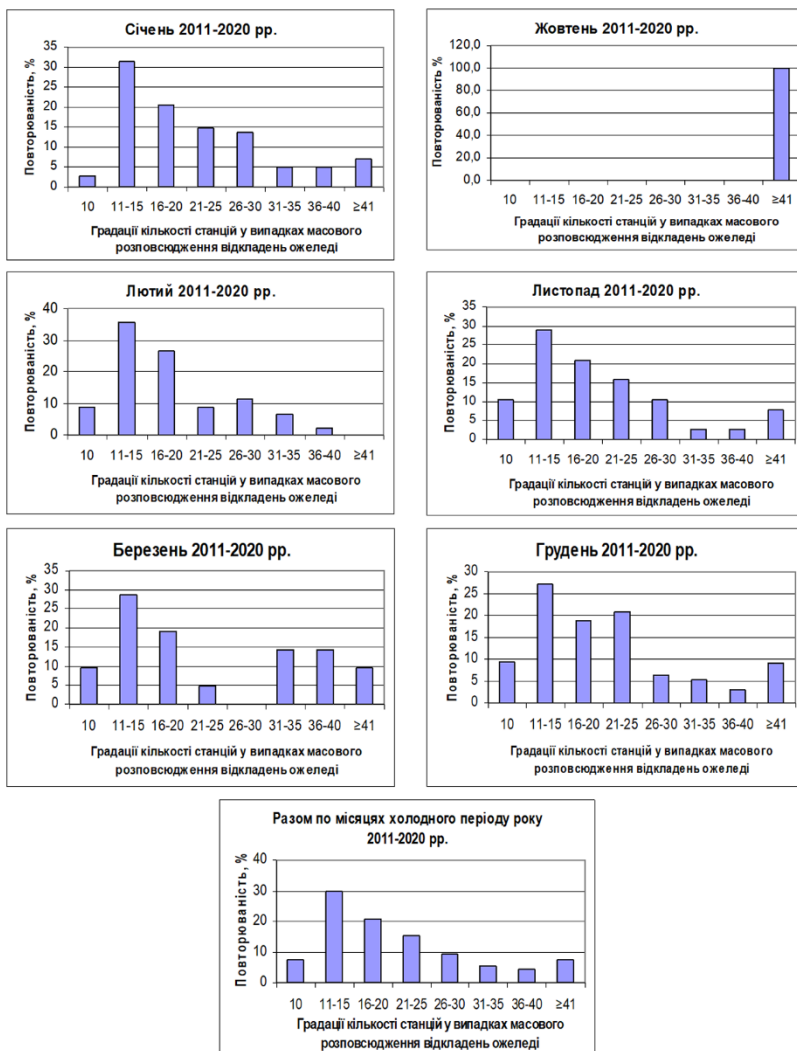 Січень 2011-2020 рр.
Повторюваність, %
35
30
25
20
15
10
5
0
10 11-15 16-20 21-25 26-30 31-35 36-40 ≥41
Градації кількості станцій у випадках масового
розповсюдження відкладень ожеледі
Жовтень 2011-2020 рр.
Повторюваність, %
120,0
100,0
80,0
60,0
40,0
20,0
0,0
10 11-15 16-20 21-25 26-30 31-35 36-40 ≥41
Градації кількості станцій у випадках масового
розповсюдження відкладень ожеледі
Лютий 2011-2020 рр.
Повторюваність, %
40
30
20
10
0
10 11-15 16-20 21-25 26-30 31-35 36-40 ≥41
Градації кількості станцій у випадках масового
розповсюдження відкладень ожеледі
Листопад 2011-2020 рр.
Повторюваність, %
35
30
25
20
15
10
5
0
10 11-15 16-20 21-25 26-30 31-35 36-40 ≥41
Градації кількості станцій у випадках масового
розповсюдження відкладень ожеледі
Березень 2011-2020 рр.
Повторюваність, %
35
30
25
20
15
10
5
0
10 11-15 16-20 21-25 26-30 31-35 36-40 ≥41
Градації кількості станцій у випадках масового
розповсюдження відкладень ожеледі
Грудень 2011-2020 рр.
Повторюваність, %
30
25
20
15
10
5
0
10 11-15 16-20 21-25 26-30 31-35 36-40 ≥41
Градації кількості станцій у випадках масового
розповсюдження відкладень ожеледі
Разом по місяцях холодного періоду року
2011-2020 рр.
Повторюваність, %
40
30
20
10
0
10 11-15 16-20 21-25 26-30 31-35 36-40 ≥41
Градації кількості станцій у випадках масового
розповсюдження відкладень ожеледі